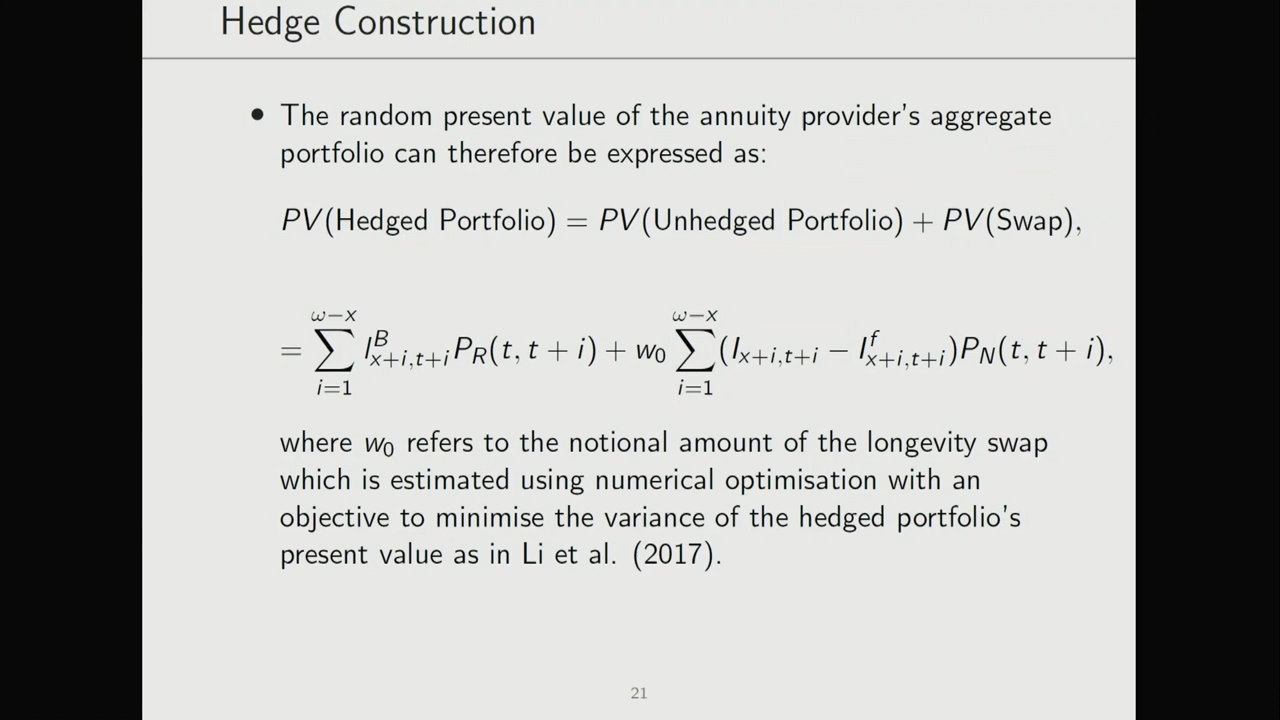 Hedge Construction
• The random present value of the annuity provider's aggregate
portfolio can therefore be expressed as:
PV(Hedged Portfolio) = PV(Unhedged Portfolio) + PV(Swap),
= \sum_{i=1}^{ω−x} l^{B}_{x+i,t+i} P_R(t, t + i) + w_0 \sum_{i=1}^{ω−x} (l_{x+i,t+i} − l^{f}_{x+i,t+i}) P_N(t, t + i),
where w_0 refers to the notional amount of the longevity swap
which is estimated using numerical optimisation with an
objective to minimise the variance of the hedged portfolio's
present value as in Li et al. (2017).
21